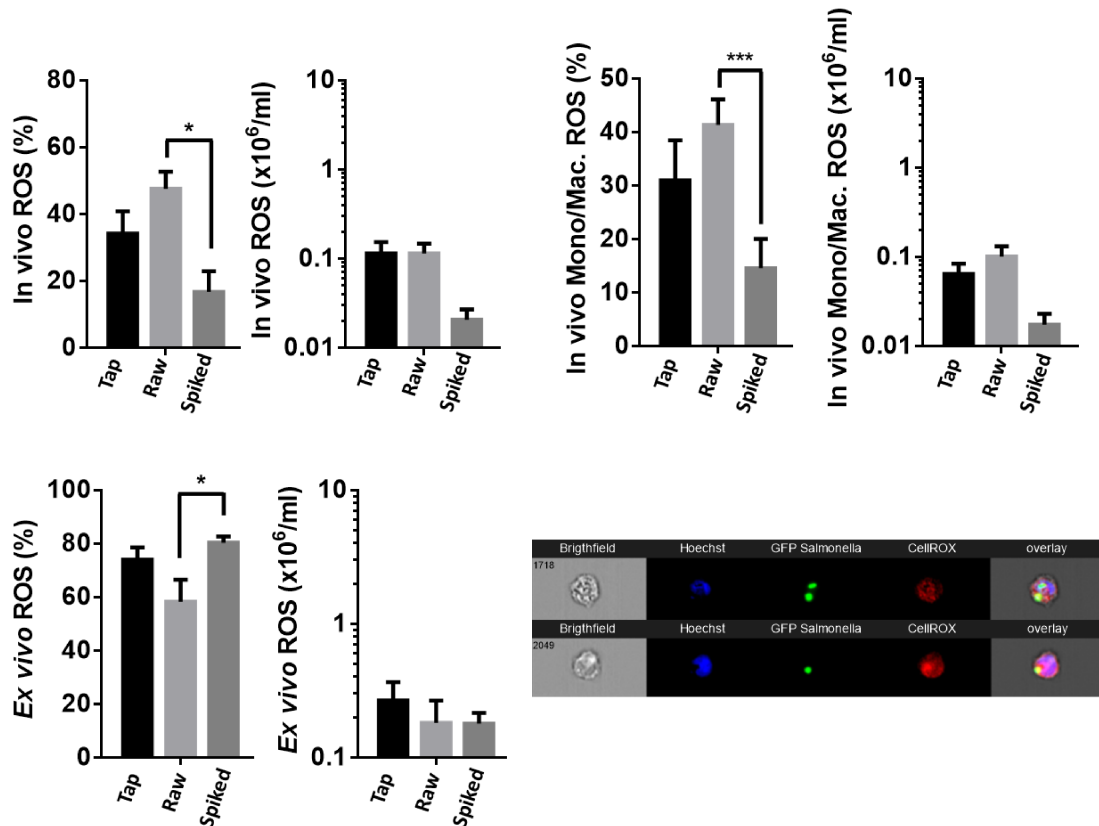 In vivo ROS (%)
80
60
40
20
0
*
Tap
Raw
Spiked
In vivo ROS (x10⁶/ml)
10
1
0.1
0.01
Tap
Raw
Spiked
In vivo Mono/Mac. ROS (%)
50
40
30
20
10
0
***
Tap
Raw
Spiked
In vivo Mono/Mac. ROS (x10⁶/ml)
10
1
0.1
0.01
Tap
Raw
Spiked
Ex vivo ROS (%)
100
80
60
40
20
0
*
Tap
Raw
Spiked
Ex vivo ROS (x10⁶/ml)
10
1
0.1
Tap
Raw
Spiked
Brigthfield Hoechst GFP Salmonella CellROX overlay
1718
Brigthfield Hoechst GFP Salmonella CellROX overlay
2049